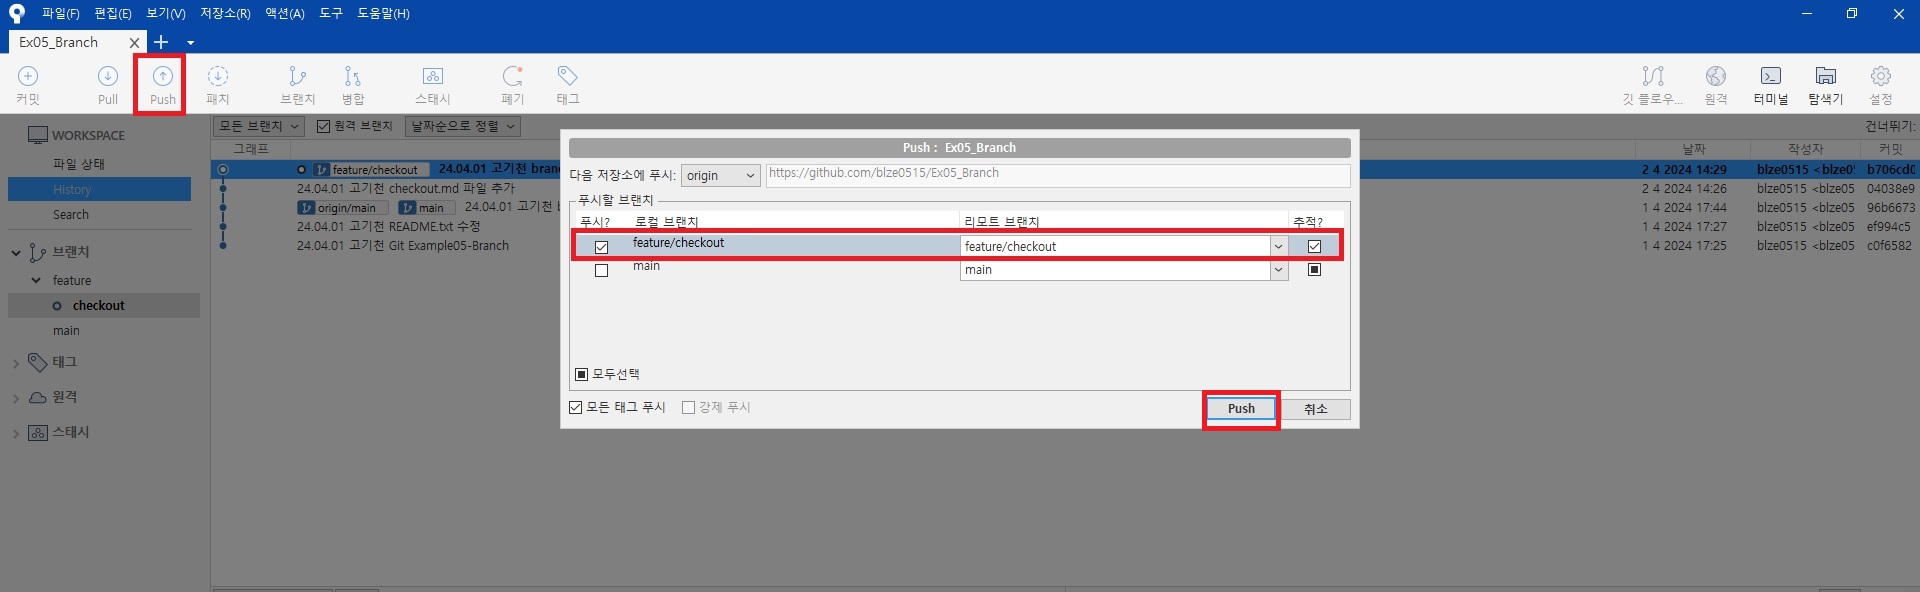 파일(F) 편집(E) 보기(V) 저장소(R) 액션(A) 도구 도움말(H)
Ex05_Branch
커밋 Pull Push 패치 브랜치 병합 스태시 폐기 태그 깃 플로우... 원격 터미널 탐색기 설정
WORKSPACE
파일 상태
History
Search
브랜치
feature
checkout
main
태그
원격
스태시
모든 브랜치 원격 브랜치 날짜순으로 정렬 건너뛰기:
그래프 날짜 작성자 커밋
feature/checkout 24.04.01 고기천 bran 2 4 2024 14:29 blze0515 <blze05 b706cd0
24.04.01 고기천 checkout.md 파일 추가 2 4 2024 14:26 blze0515 <blze05 04038e9
origin/main main 24.04.01 고기천 1 4 2024 17:44 blze0515 <blze05 96b6673
24.04.01 고기천 README.txt 수정 1 4 2024 17:27 blze0515 <blze05 ef994c5
24.04.01 고기천 Git Example05-Branch 1 4 2024 17:25 blze0515 <blze05 c0f6582
Push : Ex05_Branch
다음 저장소에 푸시: origin https://github.com/blze0515/Ex05_Branch
푸시할 브랜치
푸시? 로컬 브랜치 리모트 브랜치 추적?
feature/checkout feature/checkout
main main
모두선택
모든 태그 푸시 강제 푸시 Push 취소